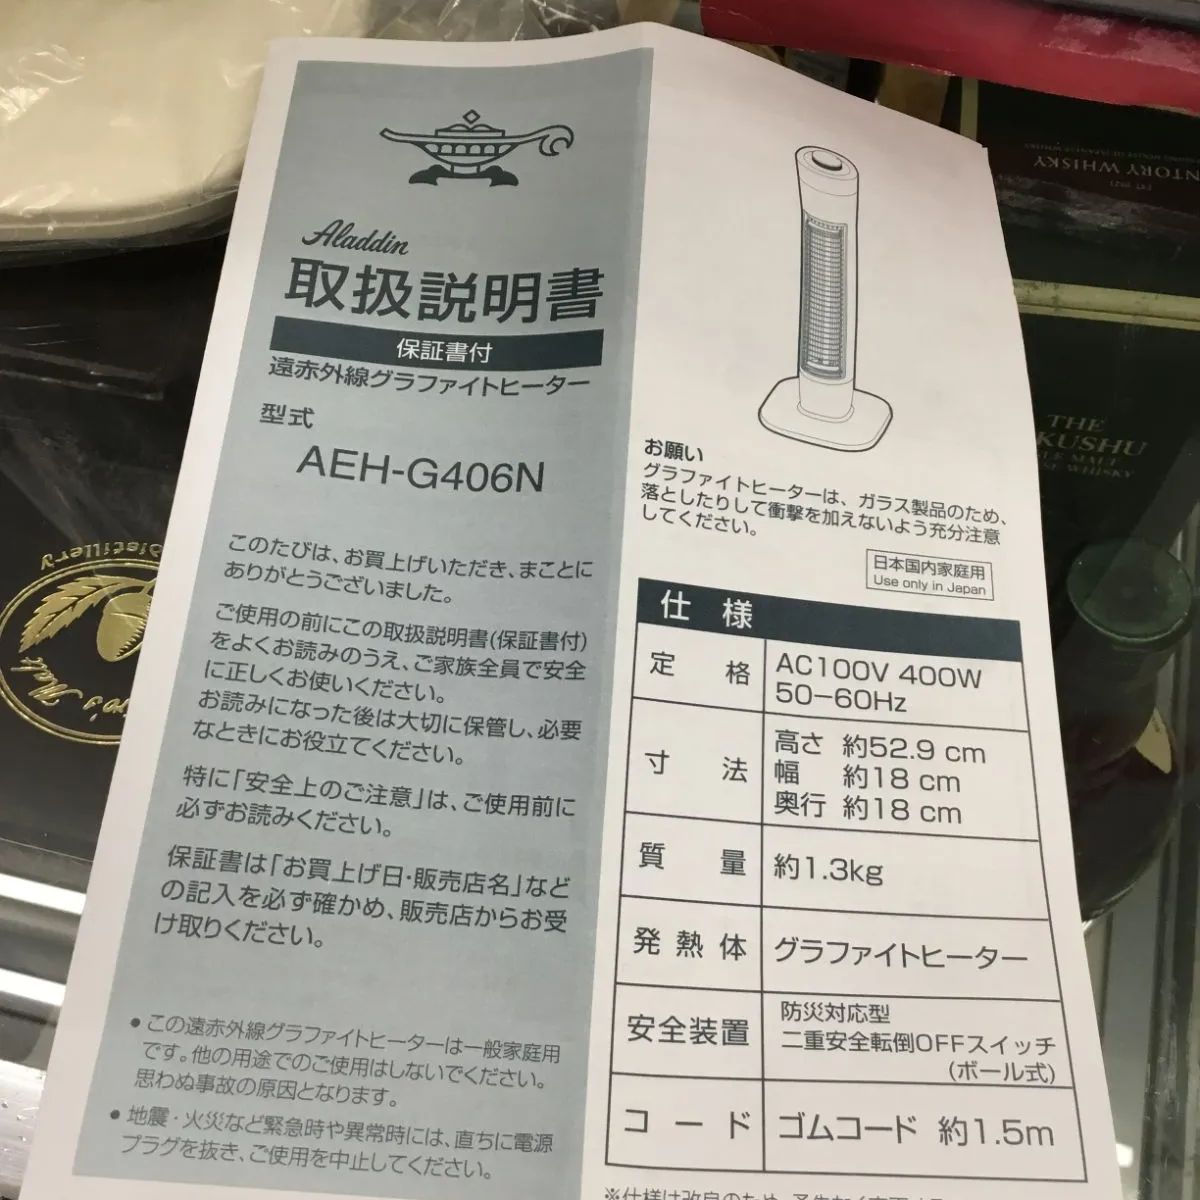 Aladdin
取扱説明書
保証書付
遠赤外線グラファイトヒーター
型式
AEH-G406N
このたびは、お買上げいただき、まことに
ありがとうございました。
ご使用の前にこの取扱説明書(保証書付)
をよくお読みのうえ、ご家族全員で安全
に正しくお使いください。
お読みになった後は大切に保管し、必要
なときにお役立てください。
特に「安全上のご注意」は、ご使用前に
必ずお読みください。
保証書は「お買上げ日・販売店名」など
の記入を必ず確かめ、販売店からお受
け取りください。
● この遠赤外線グラファイトヒーターは一般家庭用
です。他の用途でのご使用はしないでください。
思わぬ事故の原因となります。
● 地震・火災など緊急時や異常時には、直ちに電源
プラグを抜き、ご使用を中止してください。
お願い
グラファイトヒーターは、ガラス製品のため、
落としたりして衝撃を加えないよう充分注意
してください。
日本国内家庭用
Use only in Japan
仕様
定格 AC100V 400W
50-60Hz
寸法 高さ 約52.9 cm
幅 約18 cm
奥行 約18 cm
質量 約1.3kg
発熱体 グラファイトヒーター
安全装置 防災対応型
二重安全転倒OFFスイッチ
(ボール式)
コード ゴムコード 約1.5m
WHISKY
THE
KUSHU
WHISKY
distillery